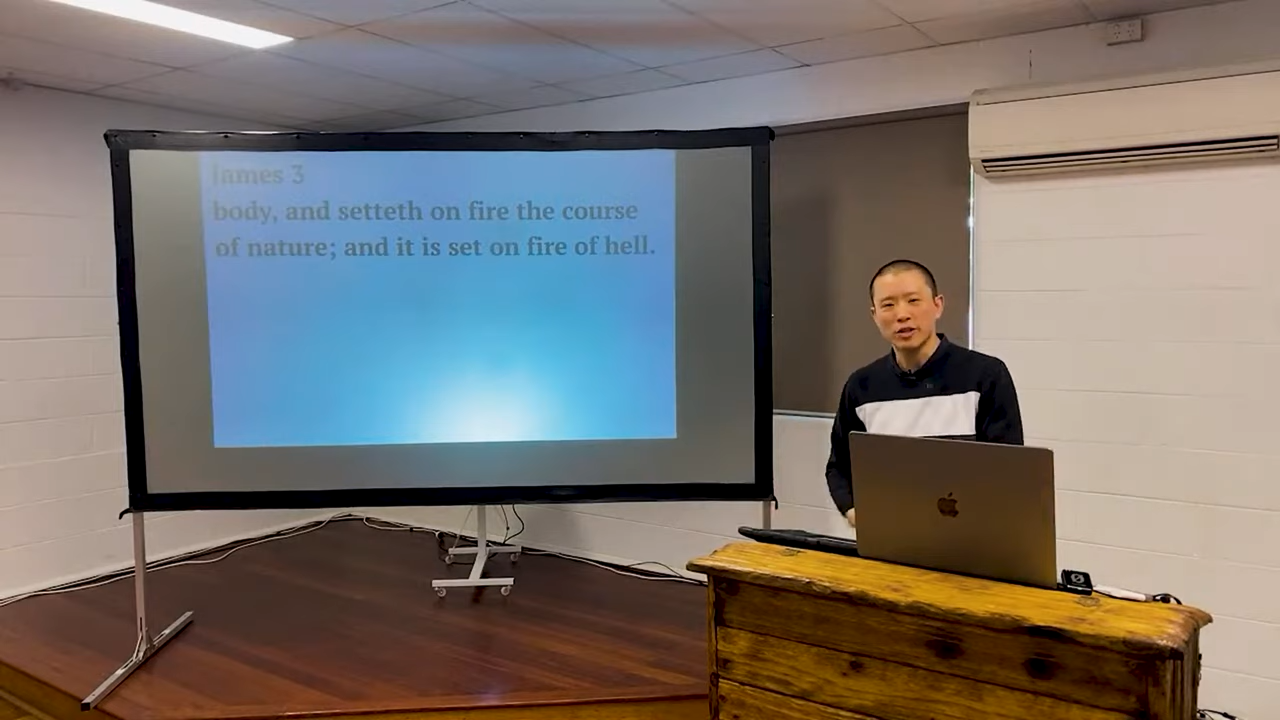 James 3
body, and setteth on fire the course
of nature; and it is set on fire of hell.